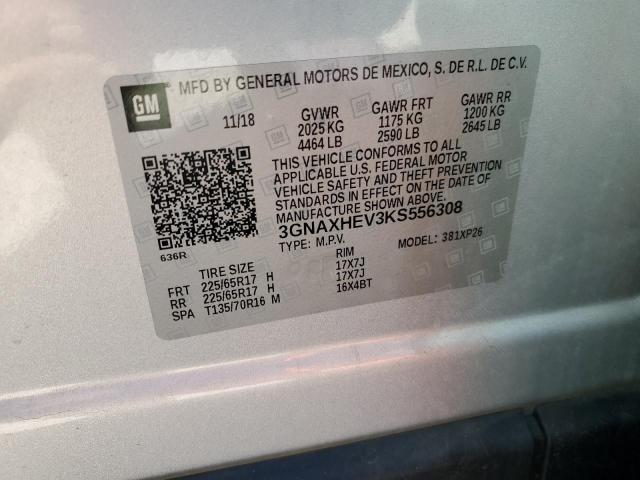 GM
MFD BY GENERAL MOTORS DE MEXICO, S. DE R.L. DE C.V.
11/18 GVWR GAWR FRT GAWR RR
2025 KG 1175 KG 1200 KG
4464 LB 2590 LB 2645 LB
THIS VEHICLE CONFORMS TO ALL
APPLICABLE U.S. FEDERAL MOTOR
VEHICLE SAFETY AND THEFT PREVENTION
STANDARDS IN EFFECT ON THE DATE OF
MANUFACTURE SHOWN ABOVE.
3GNAXHEV3KS556308
TYPE: M.P.V. MODEL: 381XP26
636R
TIRE SIZE RIM
FRT 225/65R17 H 17X7J
RR 225/65R17 H 17X7J
SPA T135/70R16 M 16X4BT